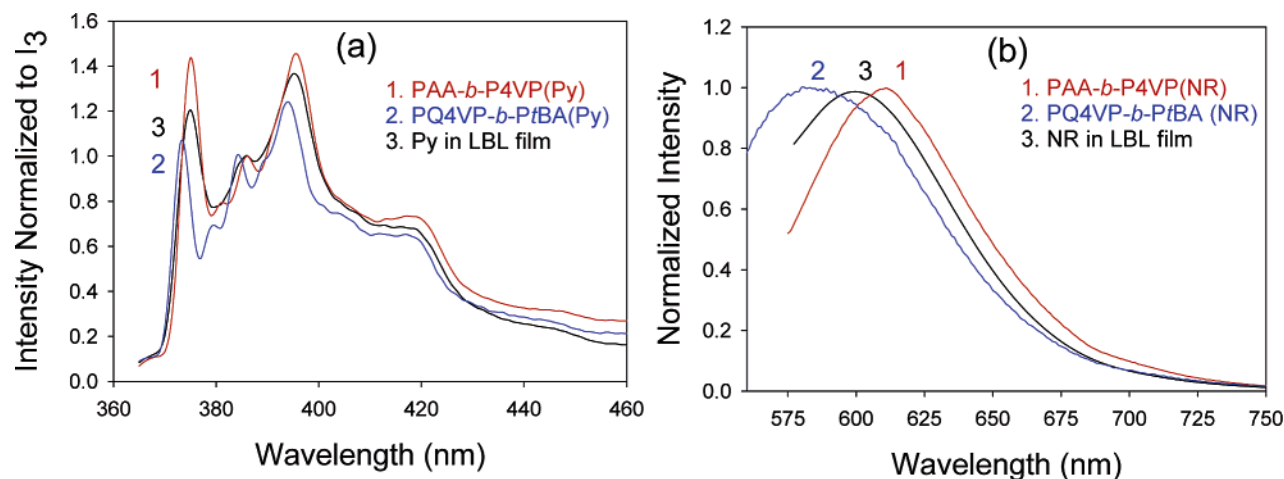 Intensity Normalized to I3
1.6
1.4
1.2
1.0
0.8
0.6
0.4
0.2
0.0
(a)
1
3
2
1. PAA-b-P4VP(Py)
2. PQ4VP-b-PtBA(Py)
3. Py in LBL film
360 380 400 420 440 460
Wavelength (nm)
Normalized Intensity
1.2
1.0
0.8
0.6
0.4
0.2
0.0
(b)
2 3 1
1. PAA-b-P4VP(NR)
2. PQ4VP-b-PtBA (NR)
3. NR in LBL film
575 600 625 650 675 700 725 750
Wavelength (nm)